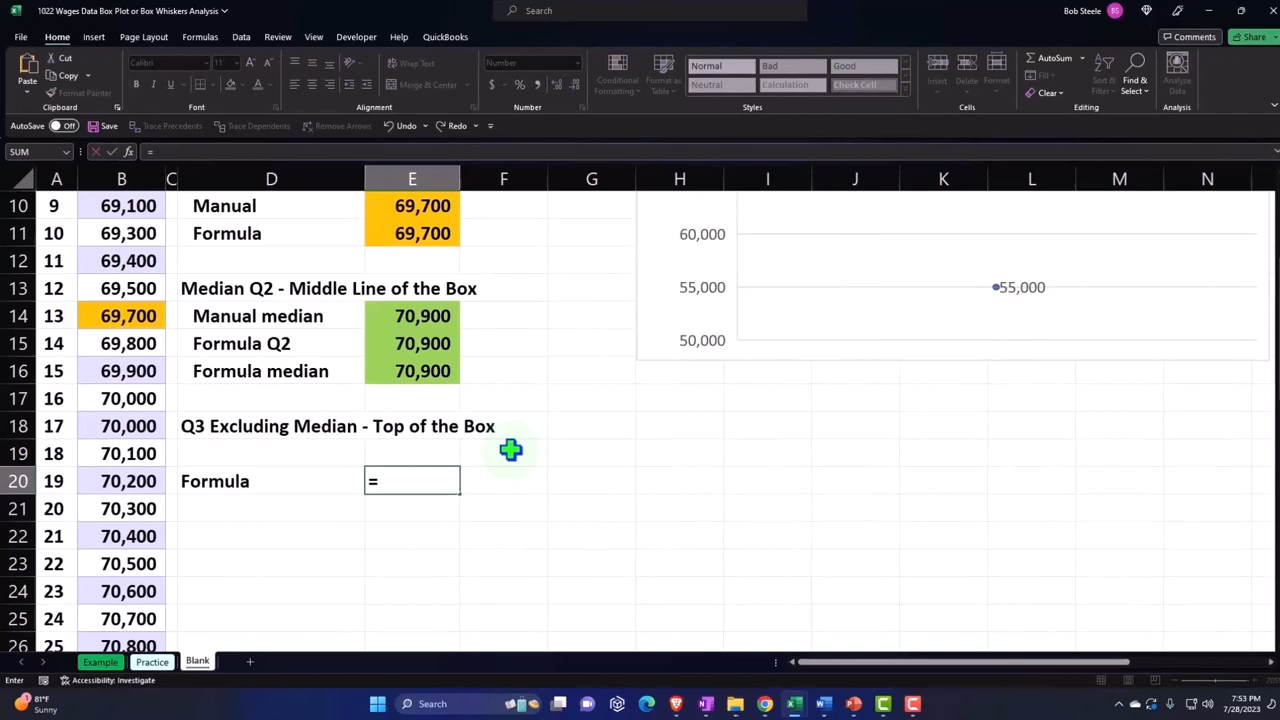 1022 Wages Data Box Plot or Box Whiskers Analysis
Search
Bob Steele BS
File Home Insert Page Layout Formulas Data Review View Developer Help QuickBooks
Comments Share
Paste Cut Copy Format Painter
Calibri 11
B I U
Wrap Text
Merge & Center
Number
$ % ,
Conditional Formatting
Format as Table
Normal Bad Good
Neutral Calculation Check Cell
Insert Delete Format
AutoSum
Fill
Clear
Sort & Filter
Find & Select
Analyze Data
Clipboard Font Alignment Number Styles Cells Editing Analysis
AutoSave Off Save Trace Precedents Trace Dependents Remove Arrows Undo Redo
SUM fx =
A B C D E F G H I J K L M N
10 9 69,100 Manual 69,700
11 10 69,300 Formula 69,700
12 11 69,400
13 12 69,500 Median Q2 - Middle Line of the Box
14 13 69,700 Manual median 70,900
15 14 69,800 Formula Q2 70,900
16 15 69,900 Formula median 70,900
17 16 70,000
18 17 70,000 Q3 Excluding Median - Top of the Box
19 18 70,100
20 19 70,200 Formula =
21 20 70,300
22 21 70,400
23 22 70,500
24 23 70,600
25 24 70,700
26 25 70,800
60,000
55,000 55,000
50,000
Example Practice Blank
Enter Accessibility: Investigate
81°F
Sunny
Search
7:53 PM
7/28/2023